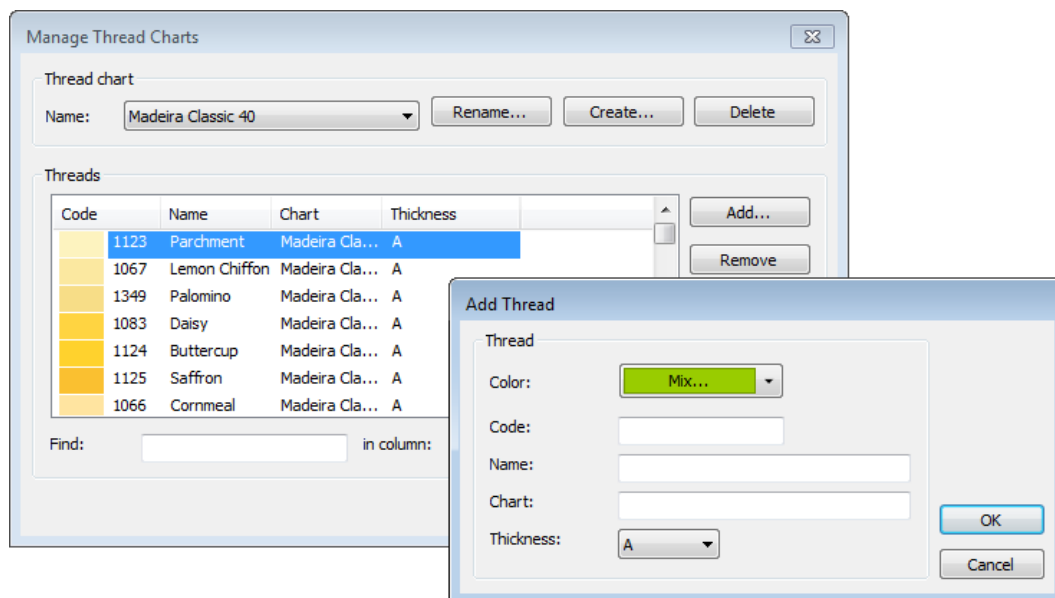 Manage Thread Charts
Thread chart
Name: Madeira Classic 40 Rename... Create... Delete
Threads
Code Name Chart Thickness Add...
1123 Parchment Madeira Cla... A
Remove
1067 Lemon Chiffon Madeira Cla... A
1349 Palomino Madeira Cla... A
1083 Daisy Madeira Cla... A
1124 Buttercup Madeira Cla... A
1125 Saffron Madeira Cla... A
1066 Cornmeal Madeira Cla... A
Find: in column:
Add Thread
Thread
Color: Mix...
Code:
Name:
Chart:
Thickness: A
OK
Cancel